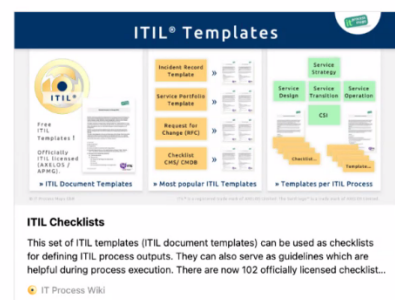 ITIL® Templates
ITIL®
Free
ITIL
Templates !
Officially
ITIL licensed
(AXELOS /
APMG).
» ITIL Document Templates
Incident Record
Template
»
Service Portfolio
Template
»
Request for
Change (RFC)
»
Checklist
CMS/ CMDB
»
» Most popular ITIL Templates
Service
Strategy
Service
Design
Service
Transition
Service
Operation
CSI
Checklist...
Template...
» Templates per ITIL Process
ITIL Checklists
This set of ITIL templates (ITIL document templates) can be used as checklists
for defining ITIL process outputs. They can also serve as guidelines which are
helpful during process execution. There are now 102 officially licensed checklist...
IT Process Wiki